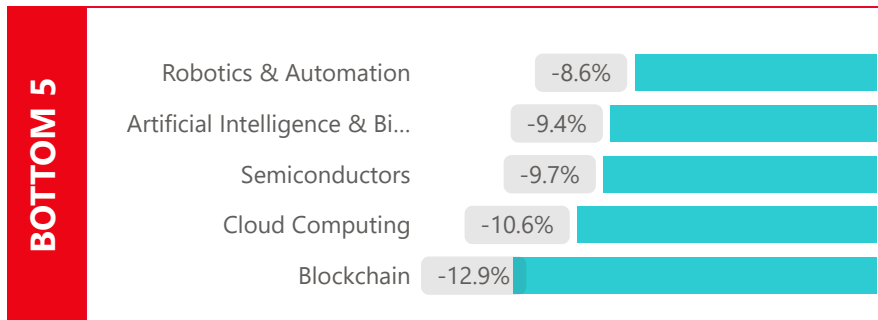 BOTTOM 5
Robotics & Automation -8.6%
Artificial Intelligence & Bi... -9.4%
Semiconductors -9.7%
Cloud Computing -10.6%
Blockchain -12.9%